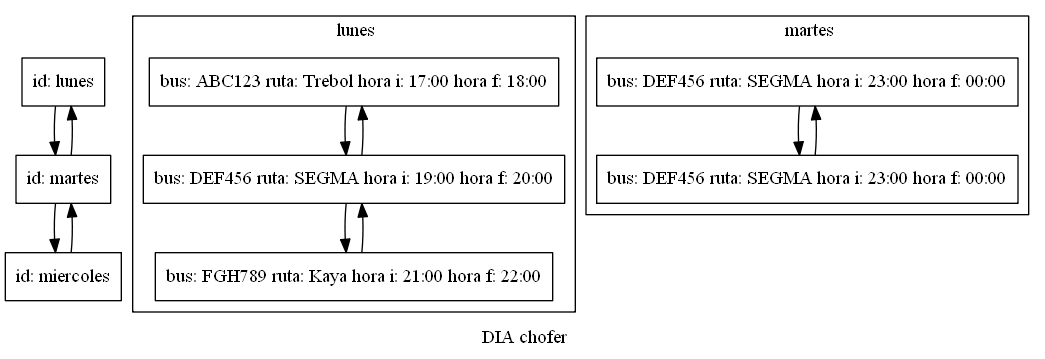 id: lunes
id: martes
id: miercoles
lunes
bus: ABC123 ruta: Trebol hora i: 17:00 hora f: 18:00
bus: DEF456 ruta: SEGMA hora i: 19:00 hora f: 20:00
bus: FGH789 ruta: Kaya hora i: 21:00 hora f: 22:00
martes
bus: DEF456 ruta: SEGMA hora i: 23:00 hora f: 00:00
bus: DEF456 ruta: SEGMA hora i: 23:00 hora f: 00:00
DIA chofer